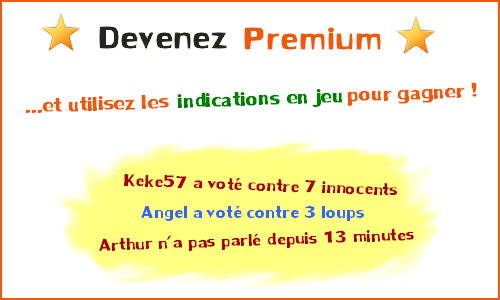 Devenez Premium
...et utilisez les indications en jeu pour gagner !
Keke57 a voté contre 7 innocents
Angel a voté contre 3 loups
Arthur n'a pas parlé depuis 13 minutes